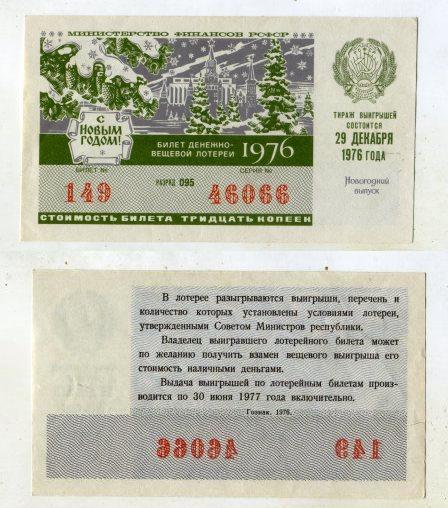 МИНИСТЕРСТВО ФИНАНСОВ РСФСР
С
НОВЫМ
ГОДОМ!
БИЛЕТ ДЕНЕЖНО-
ВЕЩЕВОЙ ЛОТЕРЕИ
1976
БИЛЕТ №
СЕРИЯ №
149
РАЗРЯД 095
46066
СТОИМОСТЬ БИЛЕТА ТРИДЦАТЬ КОПЕЕК
ТИРАЖ ВЫИГРЫШЕЙ
СОСТОИТСЯ
29 ДЕКАБРЯ
1976 ГОДА
Новогодний
выпуск
В лотерее разыгрываются выигрыши, перечень и
количество которых установлены условиями лотереи,
утвержденными Советом Министров республики.
Владелец выигравшего лотерейного билета может
по желанию получить взамен вещевого выигрыша его
стоимость наличными деньгами.
Выдача выигрышей по лотерейным билетам произ-
водится по 30 июня 1977 года включительно.
Гознак. 1976.
46066
149